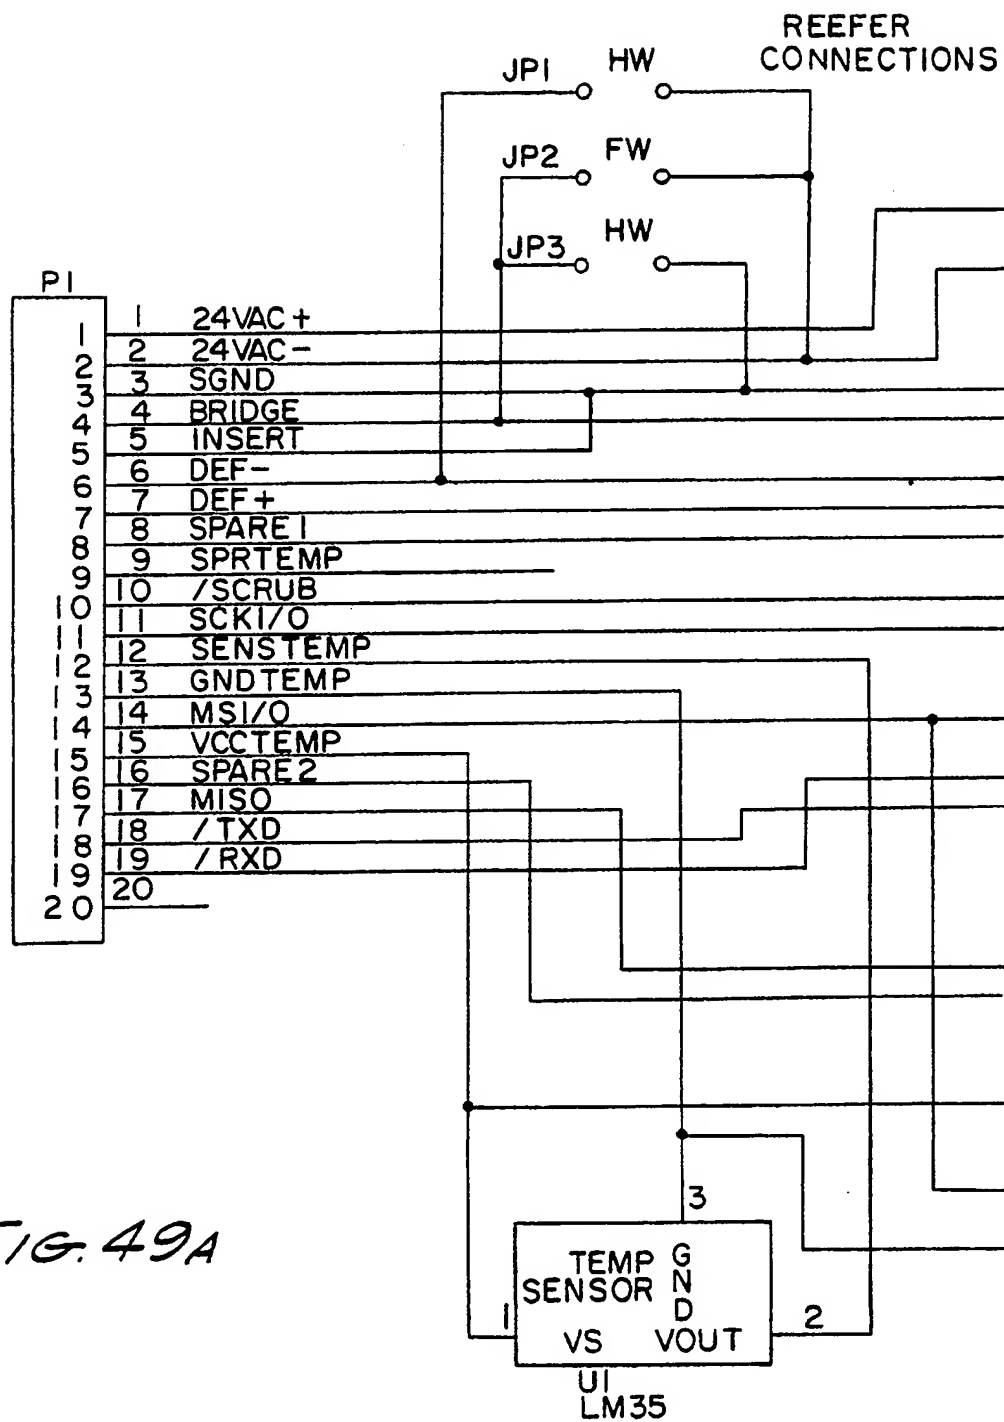 REEFER
CONNECTIONS
JP1 HW
JP2 FW
JP3 HW
P1
1 1 24VAC+
2 2 24VAC-
3 3 SGND
4 4 BRIDGE
5 5 INSERT
6 6 DEF-
7 7 DEF+
8 8 SPARE1
9 9 SPRTEMP
10 10 /SCRUB
11 11 SCKI/O
12 12 SENSTEMP
13 13 GNDTEMP
14 14 MSI/O
15 15 VCCTEMP
16 16 SPARE2
17 17 MISO
18 18 /TXD
19 19 /RXD
20 20
3
TEMP
SENSOR
GND
1 VS VOUT 2
U1
LM35
FIG. 49A